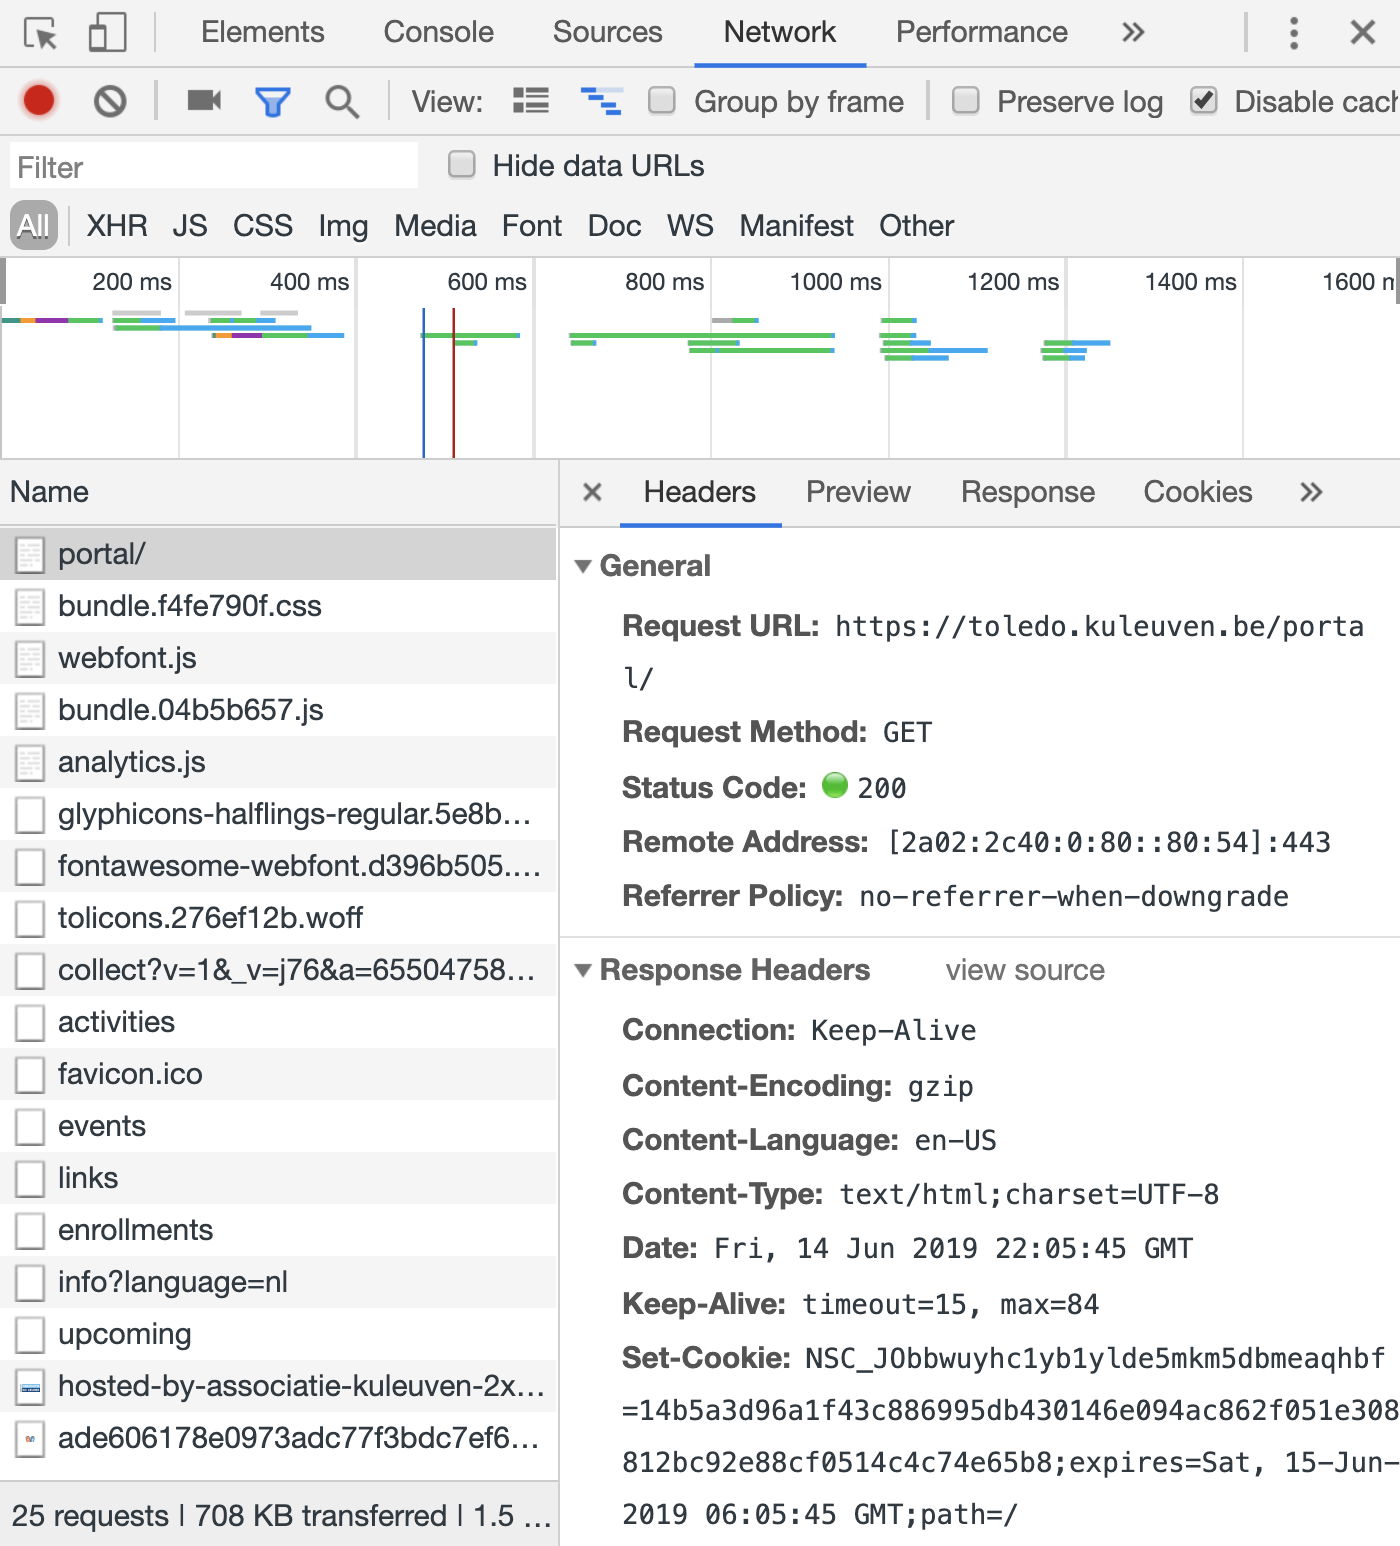 Elements Console Sources Network Performance »
View: Group by frame Preserve log Disable cach
Filter Hide data URLs
All XHR JS CSS Img Media Font Doc WS Manifest Other
200 ms 400 ms 600 ms 800 ms 1000 ms 1200 ms 1400 ms 1600 m
Name
portal/
bundle.f4fe790f.css
webfont.js
bundle.04b5b657.js
analytics.js
glyphicons-halflings-regular.5e8b...
fontawesome-webfont.d396b505....
tolicons.276ef12b.woff
collect?v=1&_v=j76&a=65504758...
activities
favicon.ico
events
links
enrollments
info?language=nl
upcoming
hosted-by-associatie-kuleuven-2x...
ade606178e0973adc77f3bdc7ef6...
25 requests | 708 KB transferred | 1.5 ...
Headers Preview Response Cookies »
General
Request URL: https://toledo.kuleuven.be/porta
l/
Request Method: GET
Status Code: 200
Remote Address: [2a02:2c40:0:80::80:54]:443
Referrer Policy: no-referrer-when-downgrade
Response Headers view source
Connection: Keep-Alive
Content-Encoding: gzip
Content-Language: en-US
Content-Type: text/html;charset=UTF-8
Date: Fri, 14 Jun 2019 22:05:45 GMT
Keep-Alive: timeout=15, max=84
Set-Cookie: NSC_JObbwuyhc1yb1ylde5mkm5dbmeaqhbf
=14b5a3d96a1f43c886995db430146e094ac862f051e308
812bc92e88cf0514c4c74e65b8;expires=Sat, 15-Jun-
2019 06:05:45 GMT;path=/